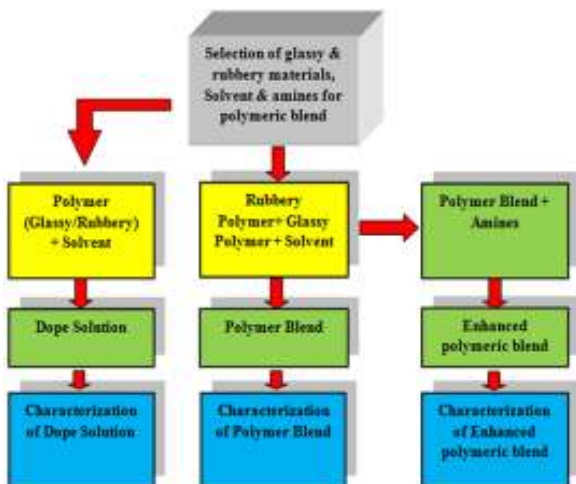 Selection of glassy &
rubbery materials,
Solvent & amines for
polymeric blend
Polymer
(Glassy/Rubbery)
+ Solvent
Rubbery
Polymer+ Glassy
Polymer + Solvent
Polymer Blend +
Amines
Dope Solution
Polymer Blend
Enhanced
polymeric blend
Characterization
of Dope Solution
Characterization
of Polymer Blend
Characterization
of Enhanced
polymeric blend